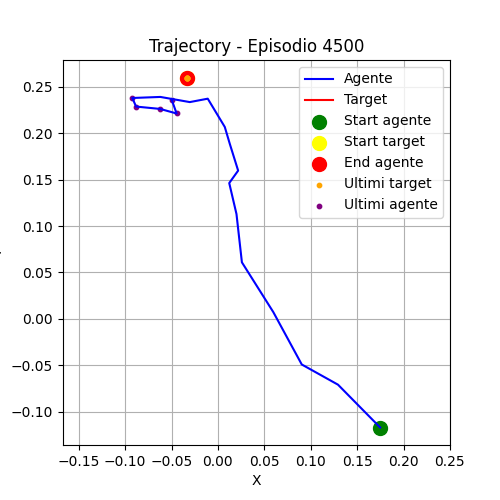 Trajectory - Episodio 4500
Agente
Target
Start agente
Start target
End agente
Ultimi target
Ultimi agente
0.25
0.20
0.15
0.10
0.05
0.00
−0.05
−0.10
−0.15
−0.10
−0.05
0.00
0.05
0.10
0.15
0.20
0.25
X